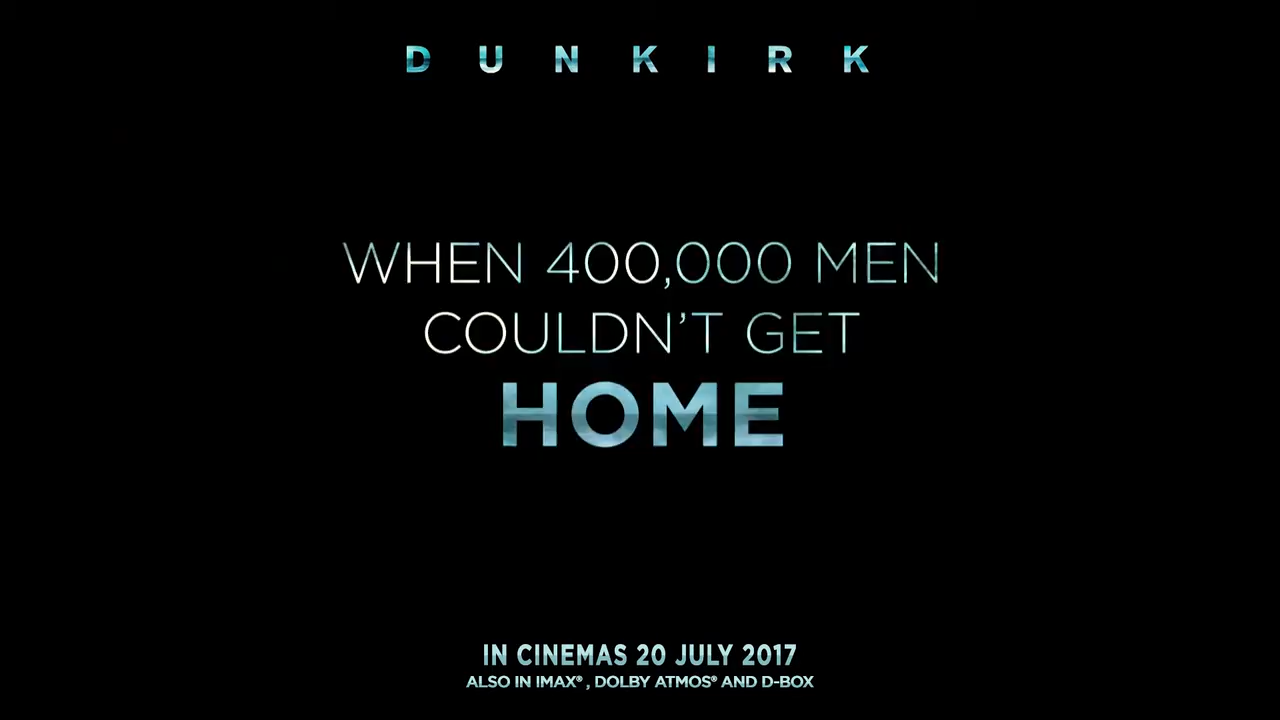 DUNKIRK
WHEN 400,000 MEN
COULDN'T GET
HOME
IN CINEMAS 20 JULY 2017
ALSO IN IMAX® , DOLBY ATMOS® AND D-BOX